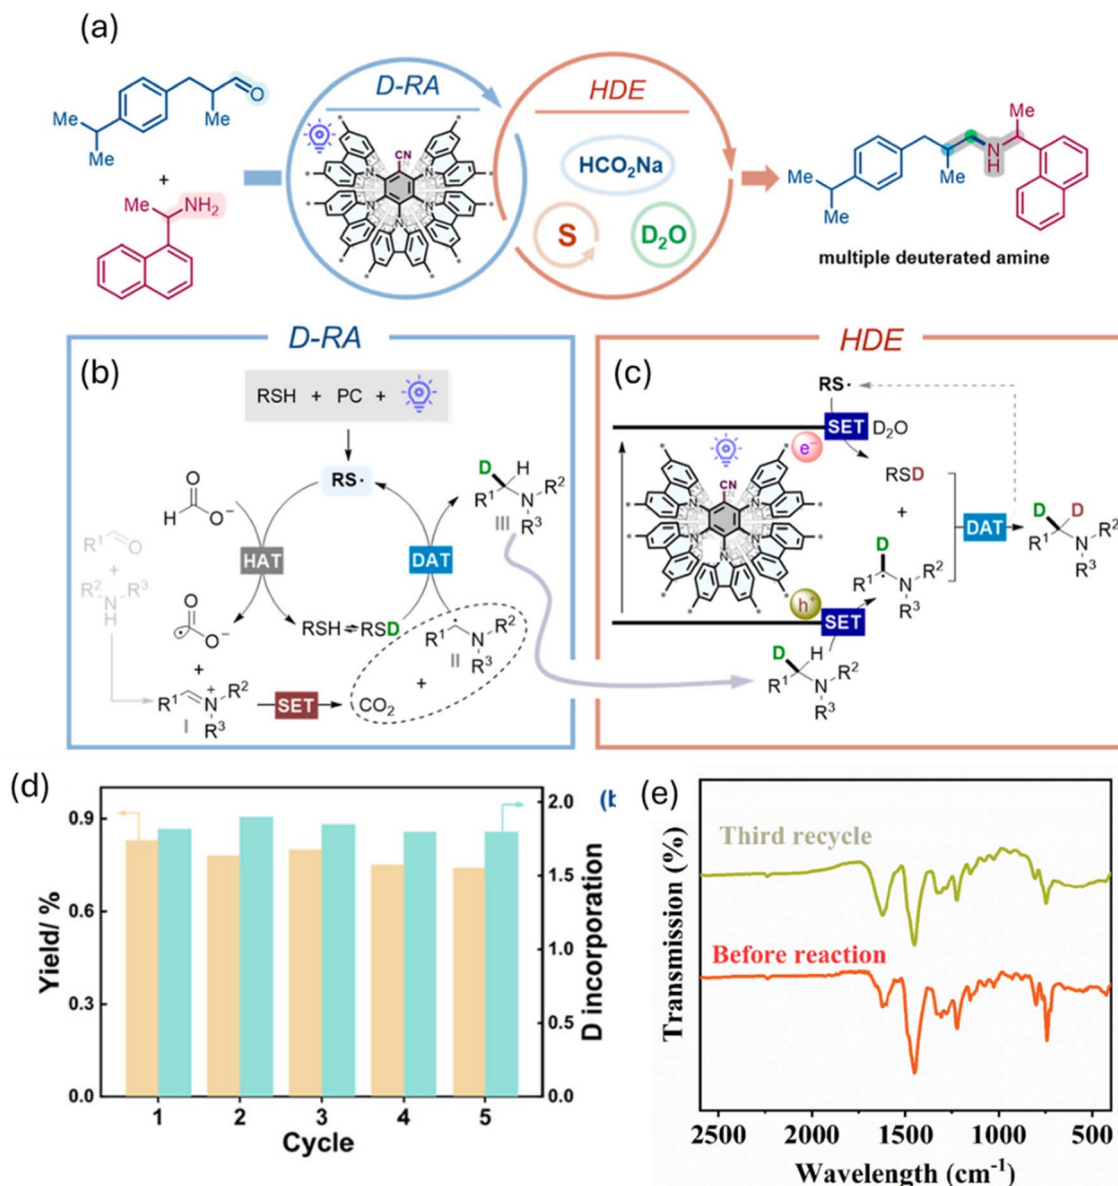 (a)
D-RA
HDE
O
Me
Me
Me
+
Me
NH₂
CN
N
N
N
N
N
HCO₂Na
S
D₂O
Me
N
H
Me
Me
Me
multiple deuterated amine
D-RA
HDE
(b)
RSH + PC +
RS·
H
O
O⁻
HAT
DAT
D
H
R¹
N
R²
R³
III
R¹
O
+
R²
N
R³
H
O
O⁻
+
R¹
N
+
R²
R³
I
SET
CO₂
RSH ⇌ RSD
R¹
N
R²
R³
II
+
(c)
RS·
SET
D₂O
e⁻
CN
N
N
N
N
N
RSD
+
D
R¹
N
R²
R³
DAT
D
D
R¹
N
R²
R³
h⁺
SET
D
H
R¹
N
R²
R³
(d)
Yield/ %
0.9
0.6
0.3
0.0
1
2
3
4
5
Cycle
2.0
1.5
1.0
0.5
0.0
D incorporation
(b
(e)
Transmission (%)
Third recycle
Before reaction
2500
2000
1500
1000
500
Wavelength (cm⁻¹)